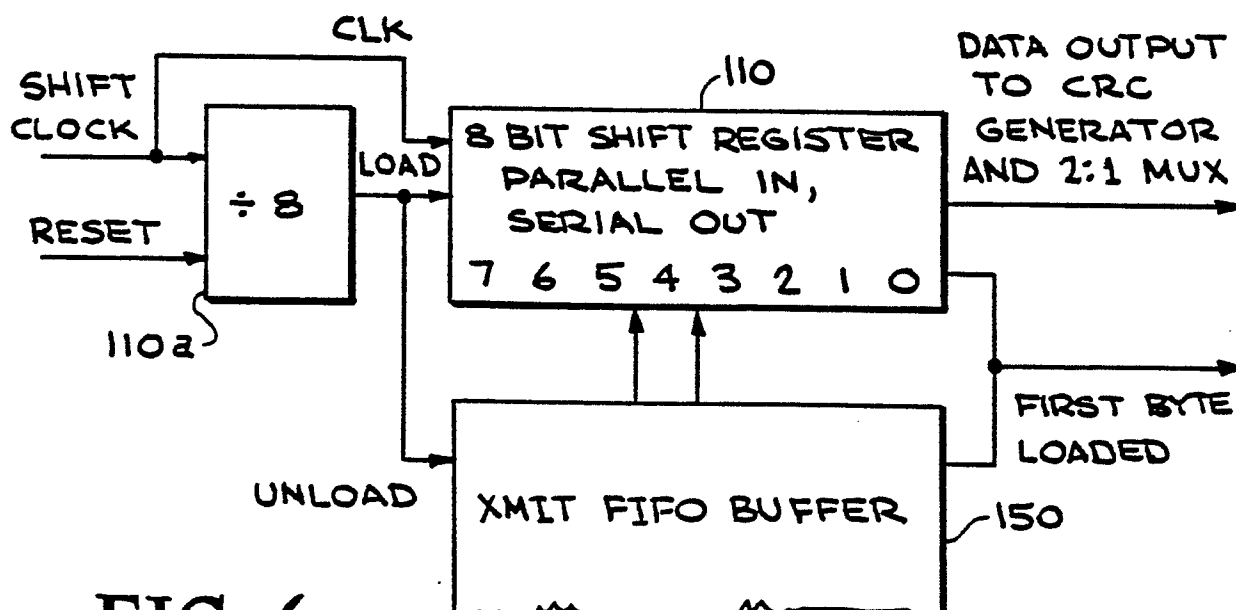 CLK
SHIFT
CLOCK
RESET
÷ 8
110a
LOAD
110
8 BIT SHIFT REGISTER
PARALLEL IN,
SERIAL OUT
7 6 5 4 3 2 1 0
DATA OUTPUT
TO CRC
GENERATOR
AND 2:1 MUX
FIRST BYTE
LOADED
UNLOAD
XMIT FIFO BUFFER
150